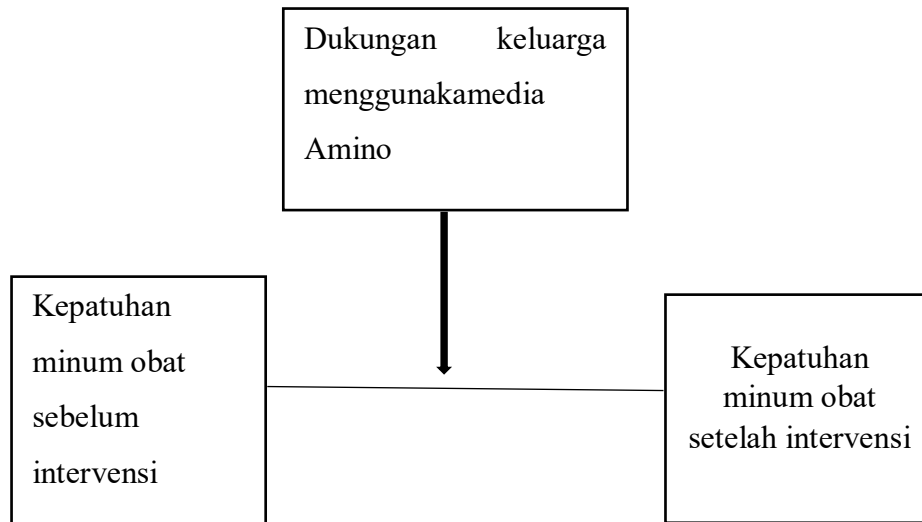 Dukungan keluarga
menggunakamedia
Amino
Kepatuhan
minum obat
sebelum
intervensi
Kepatuhan
minum obat
setelah intervensi